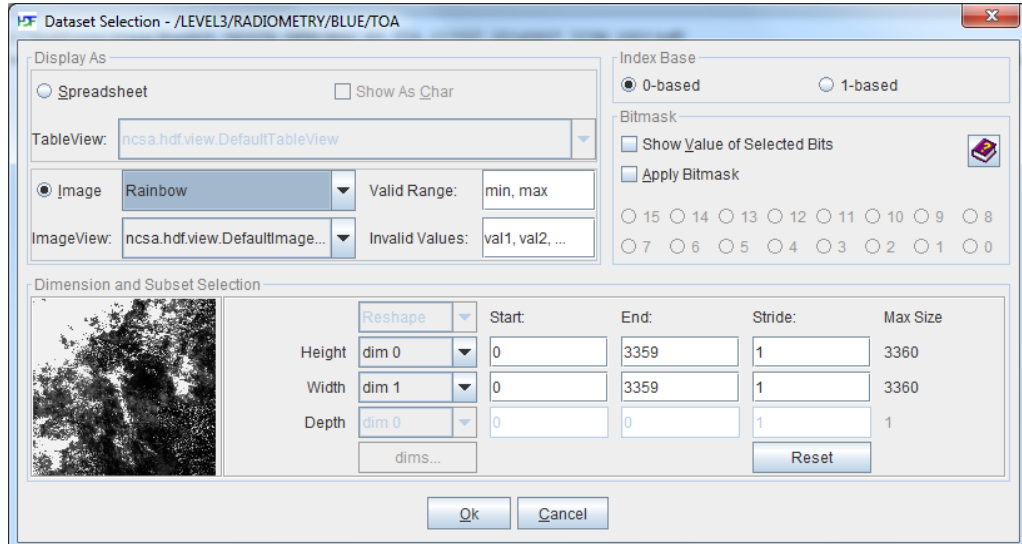 HDF Dataset Selection - /LEVEL3/RADIOMETRY/BLUE/TOA
Display As
Spreadsheet Show As Char
TableView: ncsa.hdf.view.DefaultTableView
Image Rainbow Valid Range: min, max
ImageView: ncsa.hdf.view.DefaultImage... Invalid Values: val1, val2, ...
Index Base
0-based 1-based
Bitmask
Show Value of Selected Bits
Apply Bitmask
15 14 13 12 11 10 9 8
7 6 5 4 3 2 1 0
Dimension and Subset Selection
Reshape Start: End: Stride: Max Size
Height dim 0 0 3359 1 3360
Width dim 1 0 3359 1 3360
Depth dim 0 0 0 1 1
dims... Reset
Ok Cancel